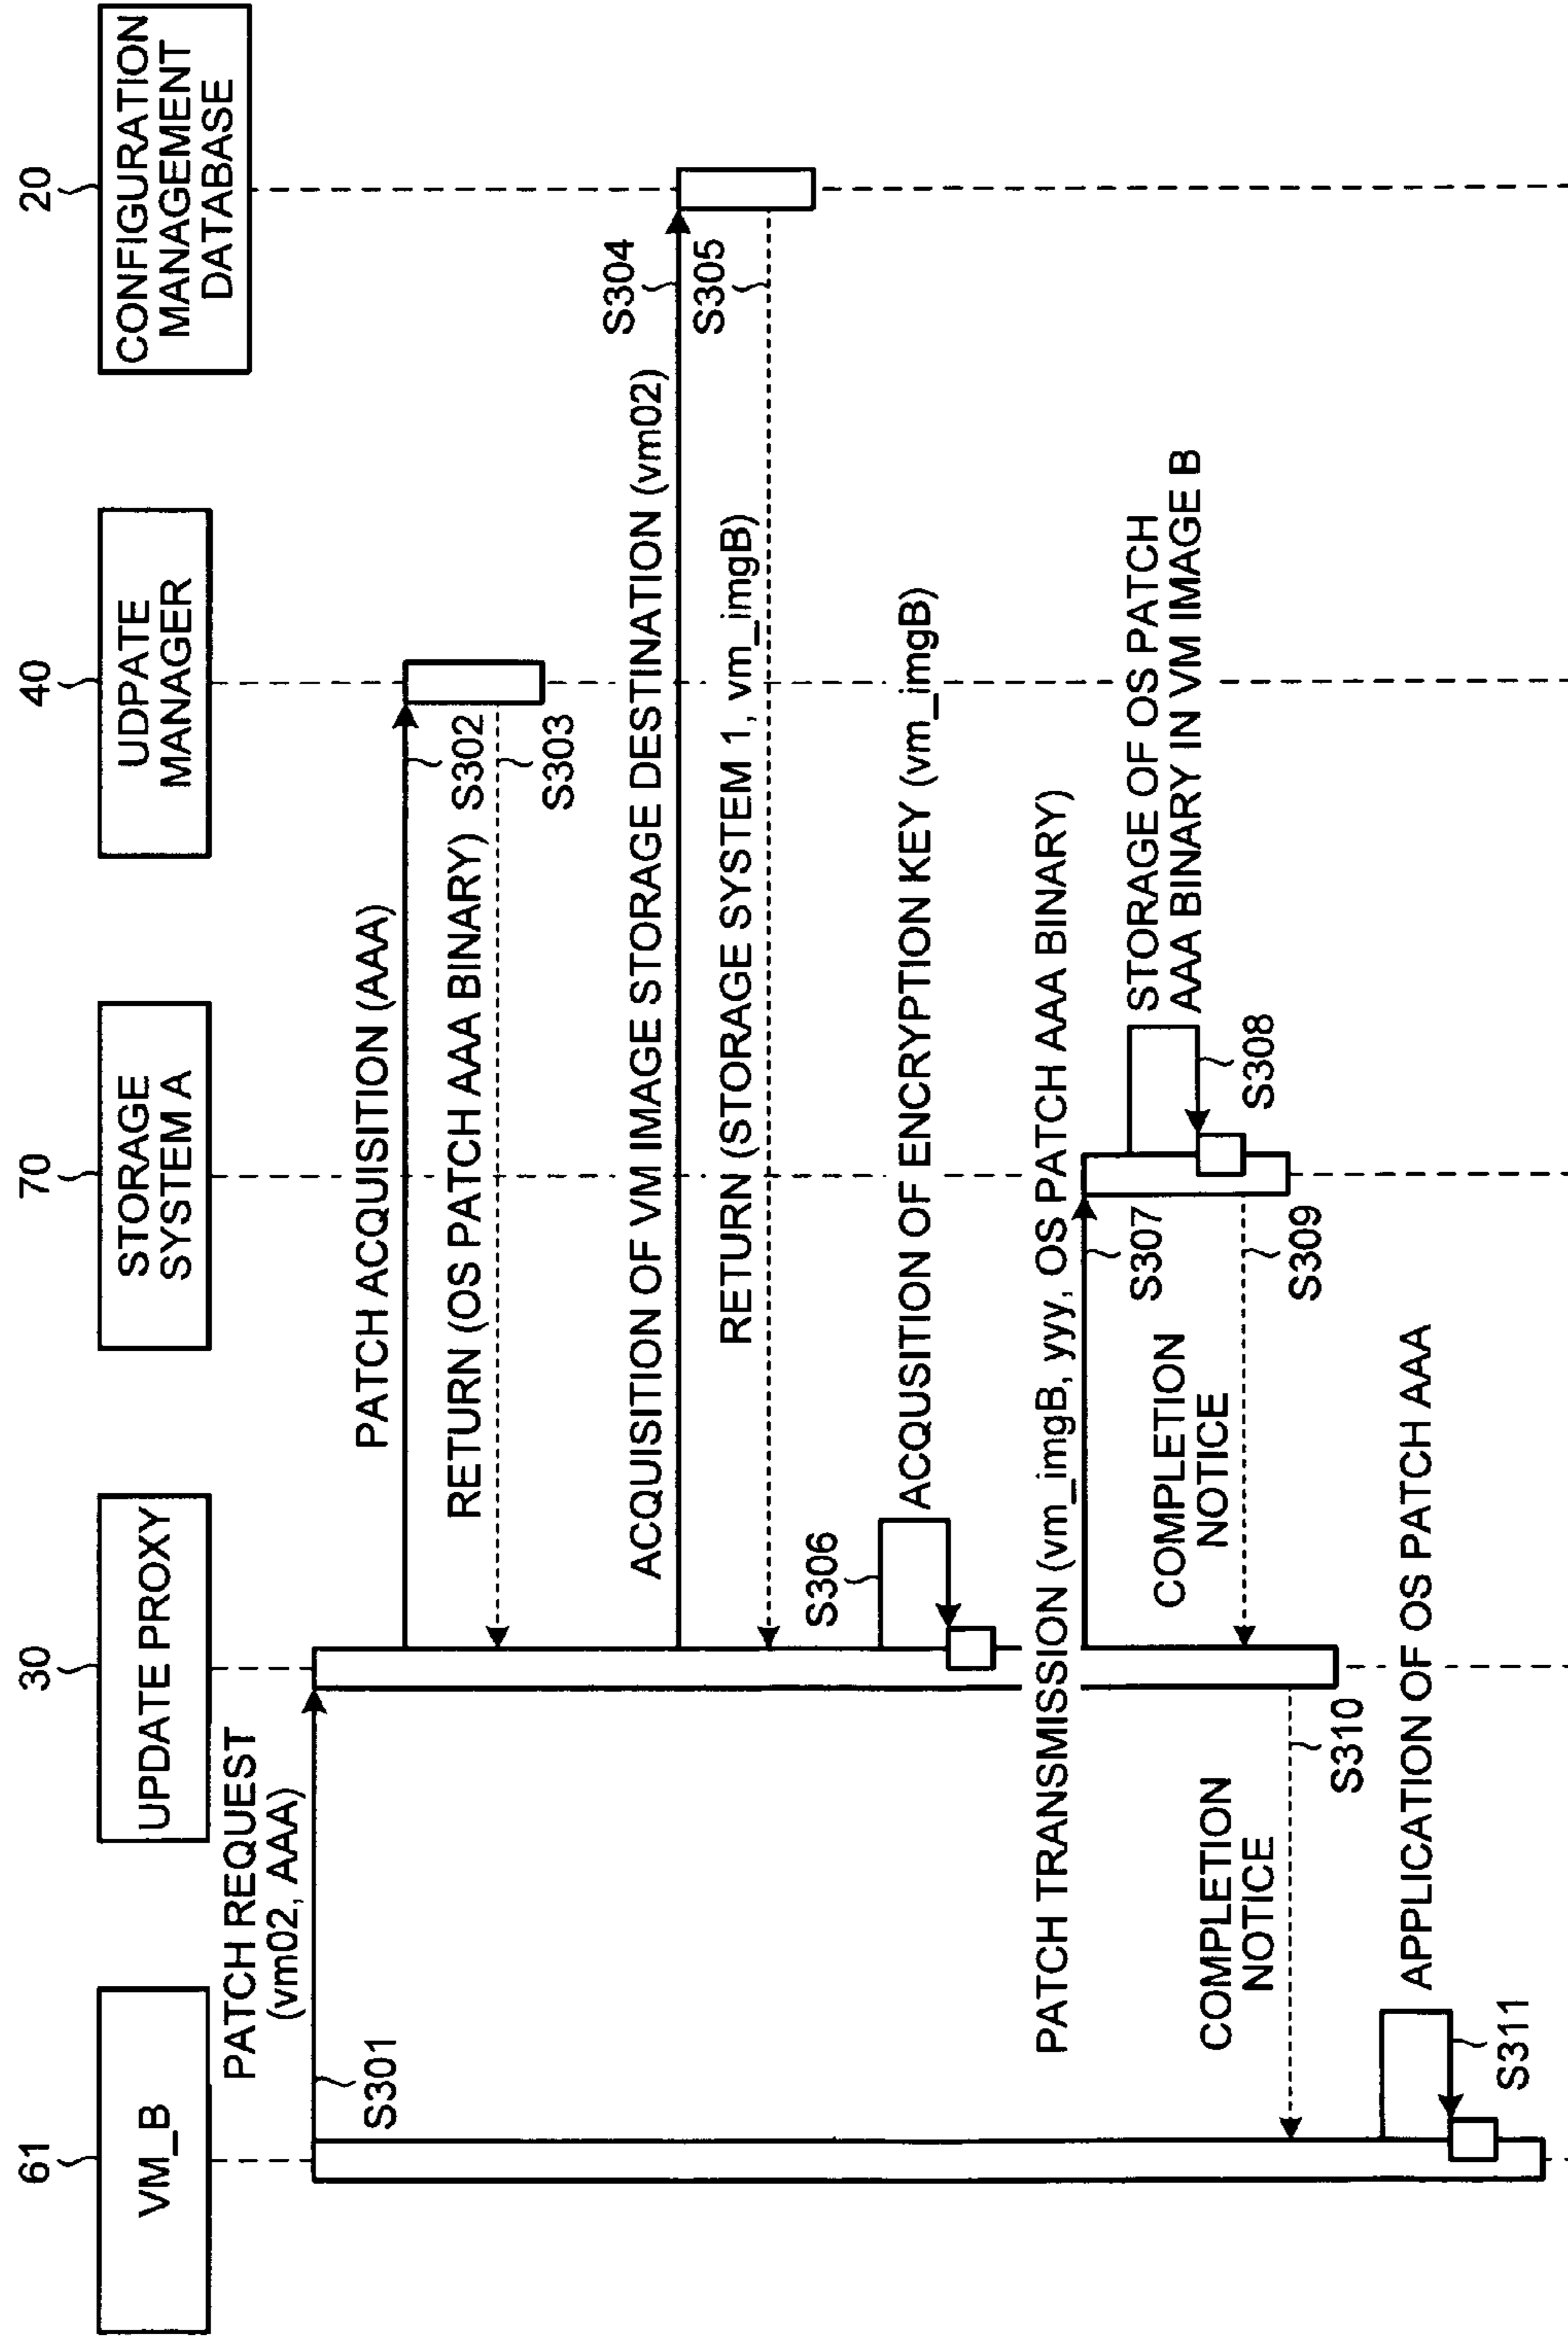 61
VM_B
30
UPDATE PROXY
70
STORAGE
SYSTEM A
40
UDPATE
MANAGER
20
CONFIGURATION
MANAGEMENT
DATABASE
PATCH REQUEST
(vm02, AAA)
S301
PATCH ACQUISITION (AAA)
S302
RETURN (OS PATCH AAA BINARY)
S303
ACQUISITION OF VM IMAGE STORAGE DESTINATION (vm02)
S304
RETURN (STORAGE SYSTEM 1, vm_imgB)
S305
S306
ACQUSITION OF ENCRYPTION KEY (vm_imgB)
PATCH TRANSMISSION (vm_imgB, yyy, OS PATCH AAA BINARY)
S307
STORAGE OF OS PATCH
AAA BINARY IN VM IMAGE B
S308
COMPLETION
NOTICE
S309
COMPLETION
NOTICE
S310
APPLICATION OF OS PATCH AAA
S311